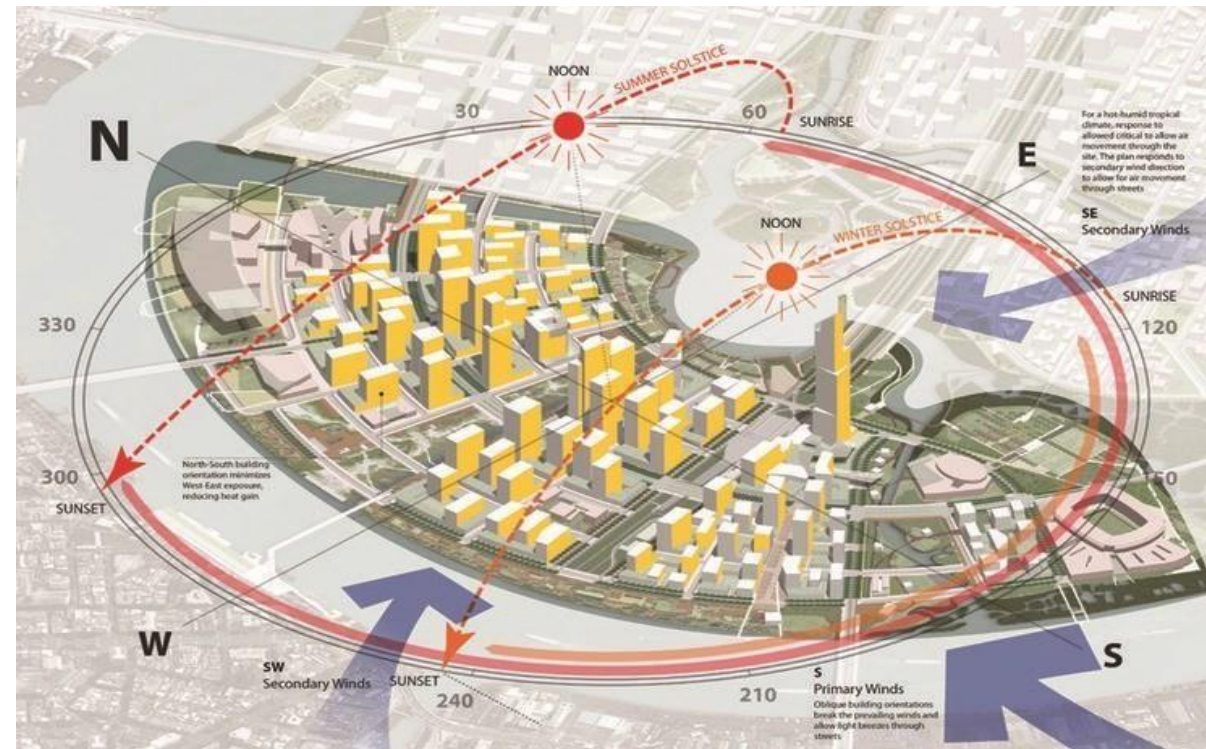 NOON
SUMMER SOLSTICE
30
60
SUNRISE
N
For a hot-humid tropical
climate, response to
allowed critical to allow air
movement through the
site. The plan responds to
secondary wind direction
to allow for air movement
through streets
E
SE
Secondary Winds
NOON
WINTER SOLSTICE
SUNRISE
120
330
North-South building
orientation minimizes
West-East exposure,
reducing heat gain
300
SUNSET
W
SW
Secondary Winds
SUNSET
240
210
S
Primary Winds
Oblique building orientations
break the prevailing winds and
allow light breezes through
streets
S